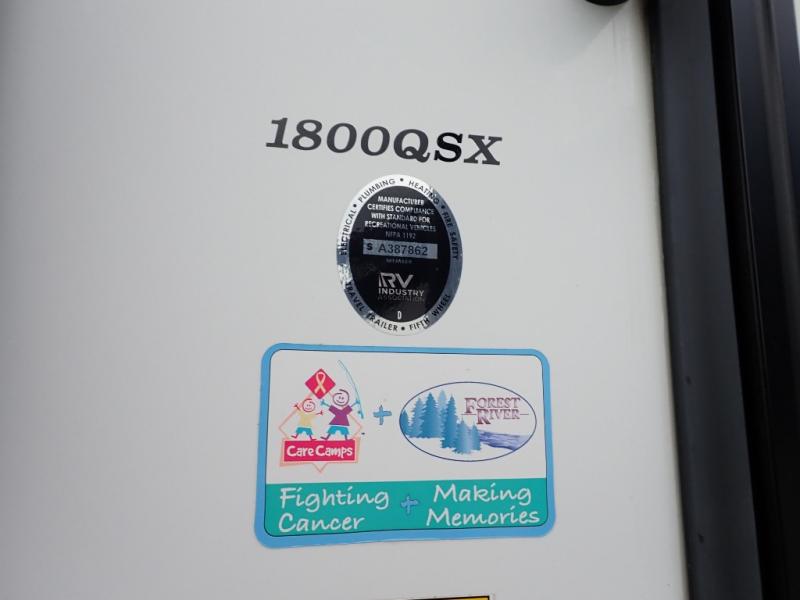 1800QSX
ELECTRICAL • PLUMBING • HEATING • FIRE SAFETY
MANUFACTURER
CERTIFIES COMPLIANCE
WITH STANDARD FOR
RECREATIONAL VEHICLES
NFPA 1192
S A387862
RV
INDUSTRY
ASSOCIATION
D
TRAVEL TRAILER • FIFTH WHEEL
Care Camps
+
FOREST
RIVER
Fighting + Making
Cancer Memories